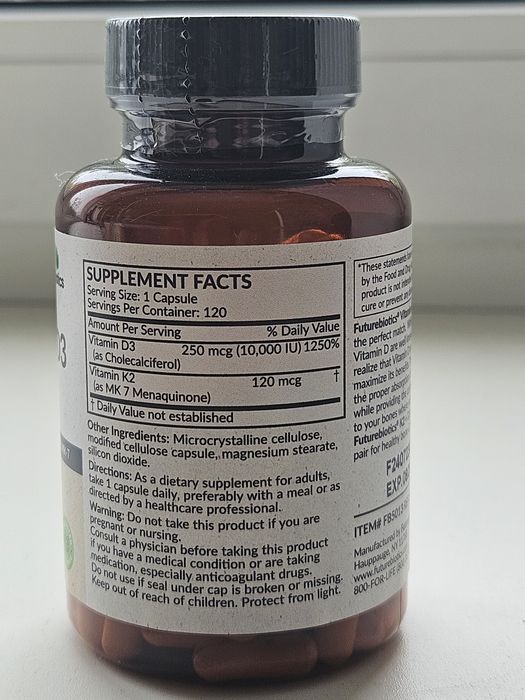 SUPPLEMENT FACTS
Serving Size: 1 Capsule
Servings Per Container: 120
Amount Per Serving % Daily Value
Vitamin D3 250 mcg (10,000 IU) 1250%
(as Cholecalciferol)
Vitamin K2 120 mcg †
(as MK 7 Menaquinone)
† Daily Value not established
Other Ingredients: Microcrystalline cellulose,
modified cellulose capsule, magnesium stearate,
silicon dioxide.
Directions: As a dietary supplement for adults,
take 1 capsule daily, preferably with a meal or as
directed by a healthcare professional.
Warning: Do not take this product if you are
pregnant or nursing.
Consult a physician before taking this product
if you have a medical condition or are taking
medication, especially anticoagulant drugs.
Do not use if seal under cap is broken or missing.
Keep out of reach of children. Protect from light.
*These statements
by the Food and
product is not
cure or prevent
Futurebiotics®
the perfect match.
Vitamin D are
realize that
maximize its
the proper
while providing the
to your bones
Futurebiotics® K2
pair for healthy
EXP.
ITEM#
Manufactured by
Hauppauge,
800-FOR-LIFE